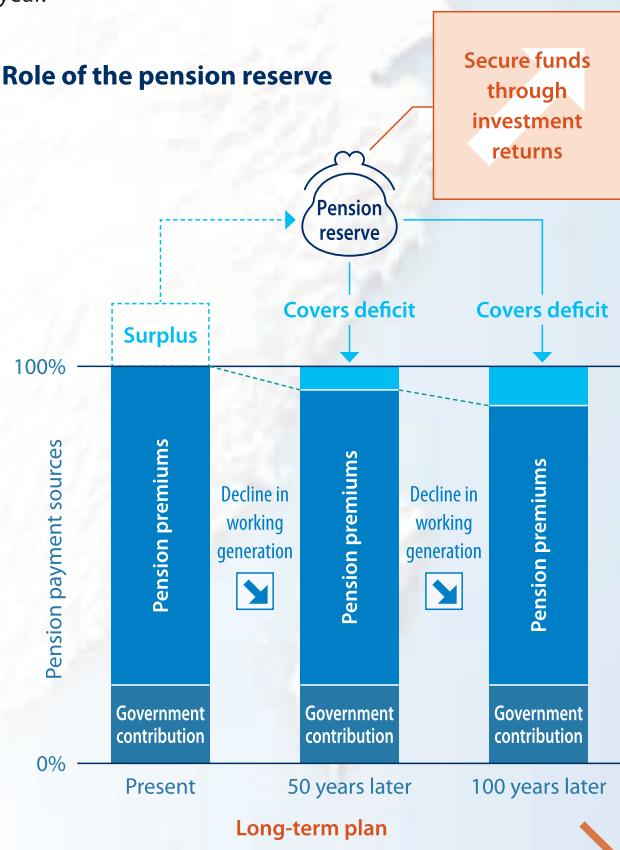 year.
Role of the pension reserve
Secure funds
through
investment
returns
Pension
reserve
Covers deficit
Covers deficit
Surplus
100%
Pension payment sources
Pension premiums
Decline in
working
generation
Pension premiums
Decline in
working
generation
Pension premiums
Government
contribution
Government
contribution
Government
contribution
0%
Present
50 years later
100 years later
Long-term plan